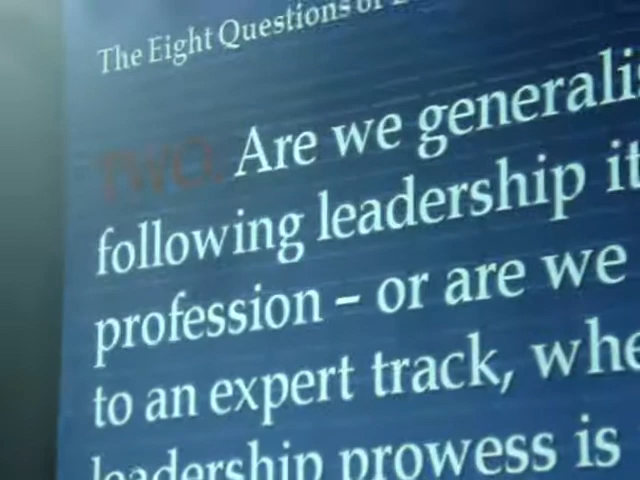 The Eight Questions of
TWO. Are we generalis
following leadership it
profession – or are we
to an expert track, whe
leadership prowess is